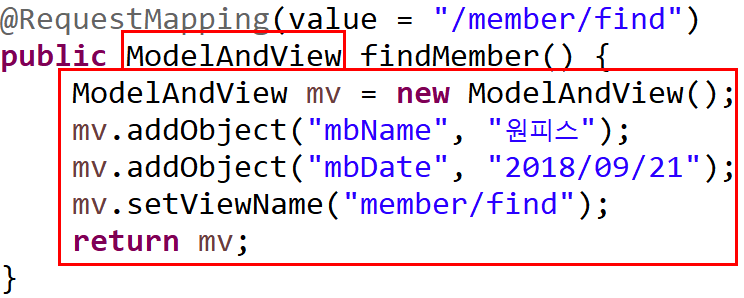 @RequestMapping(value = "/member/find")
public ModelAndView findMember() {
ModelAndView mv = new ModelAndView();
mv.addObject("mbName", "원피스");
mv.addObject("mbDate", "2018/09/21");
mv.setViewName("member/find");
return mv;
}